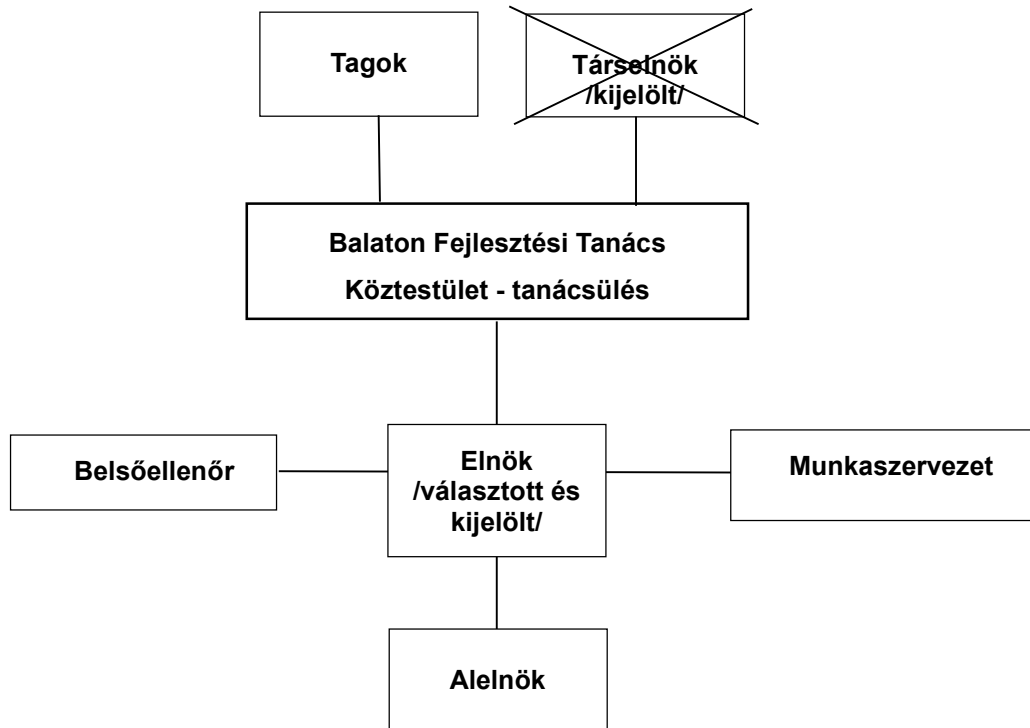 Tagok
Társelnök
/kijelölt/
Balaton Fejlesztési Tanács
Köztestület - tanácsülés
Belsőellenőr
Elnök
/választott és
kijelölt/
Munkaszervezet
Alelnök